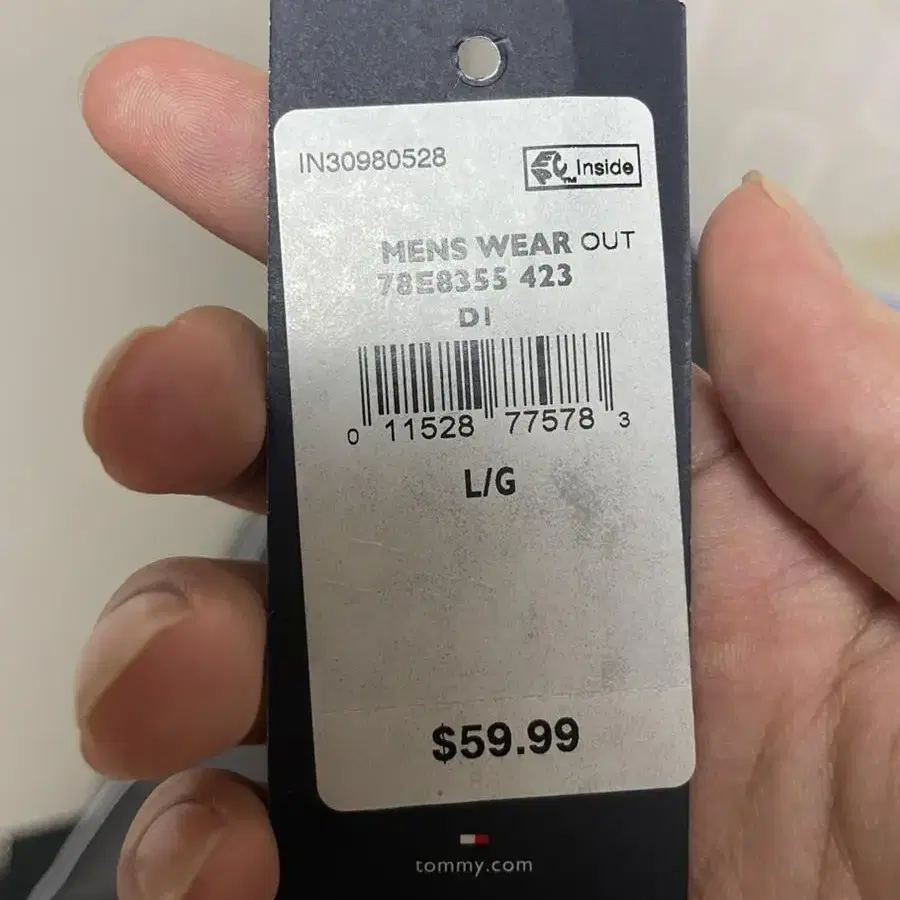 IN30980528
Inside
MENS WEAR OUT
78E8355 423
DI
0 11528 77578 3
L/G
$59.99
tommy.com